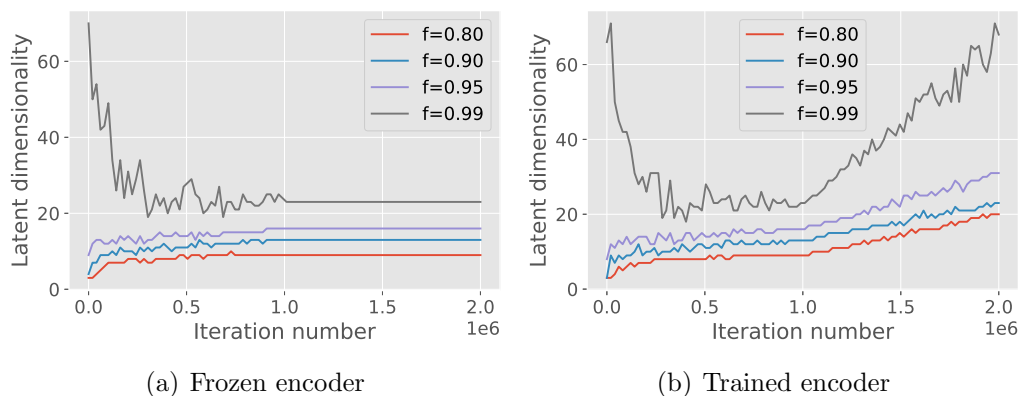 Latent dimensionality
60
40
20
0
0.0
0.5
1.0
1.5
2.0
1e6
Iteration number
f=0.80
f=0.90
f=0.95
f=0.99
(a) Frozen encoder
Latent dimensionality
60
40
20
0
0.0
0.5
1.0
1.5
2.0
1e6
Iteration number
f=0.80
f=0.90
f=0.95
f=0.99
(b) Trained encoder